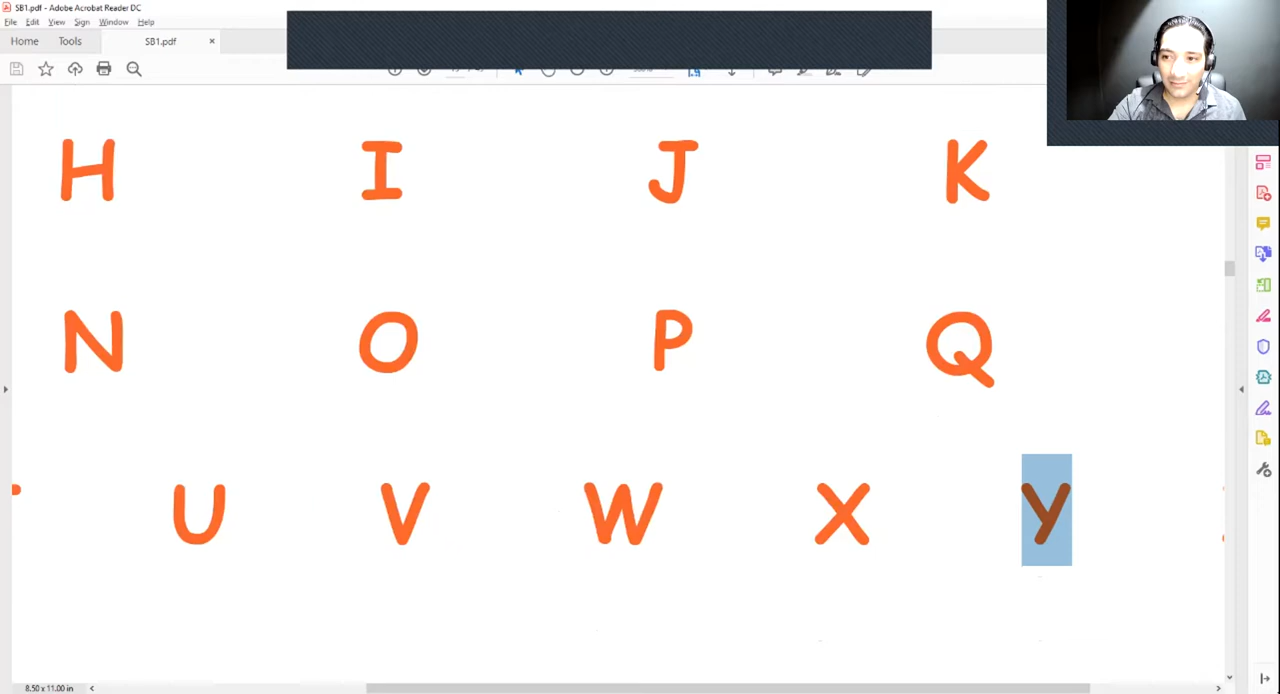 SB1.pdf - Adobe Acrobat Reader DC
File Edit View Sign Window Help
Home Tools SB1.pdf ×
H I J K
N O P Q
U V W X Y
8.50 x 11.00 in